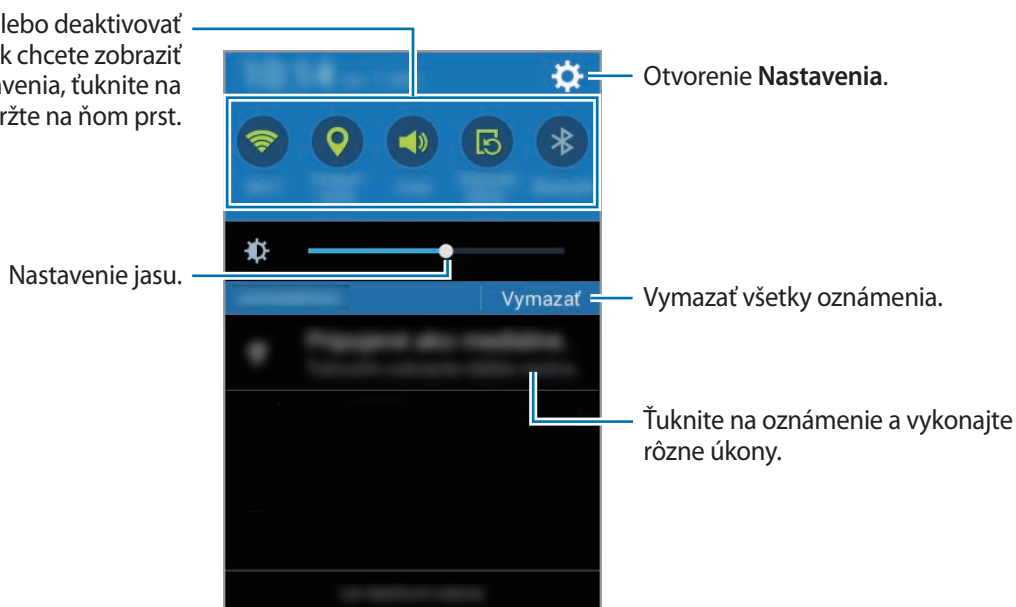 lebo deaktivovať
k chcete zobraziť
avenia, ťuknite na
ržte na ňom prst.
Otvorenie Nastavenia.
Nastavenie jasu.
Vymazať
Vymazať všetky oznámenia.
Ťuknite na oznámenie a vykonajte
rôzne úkony.